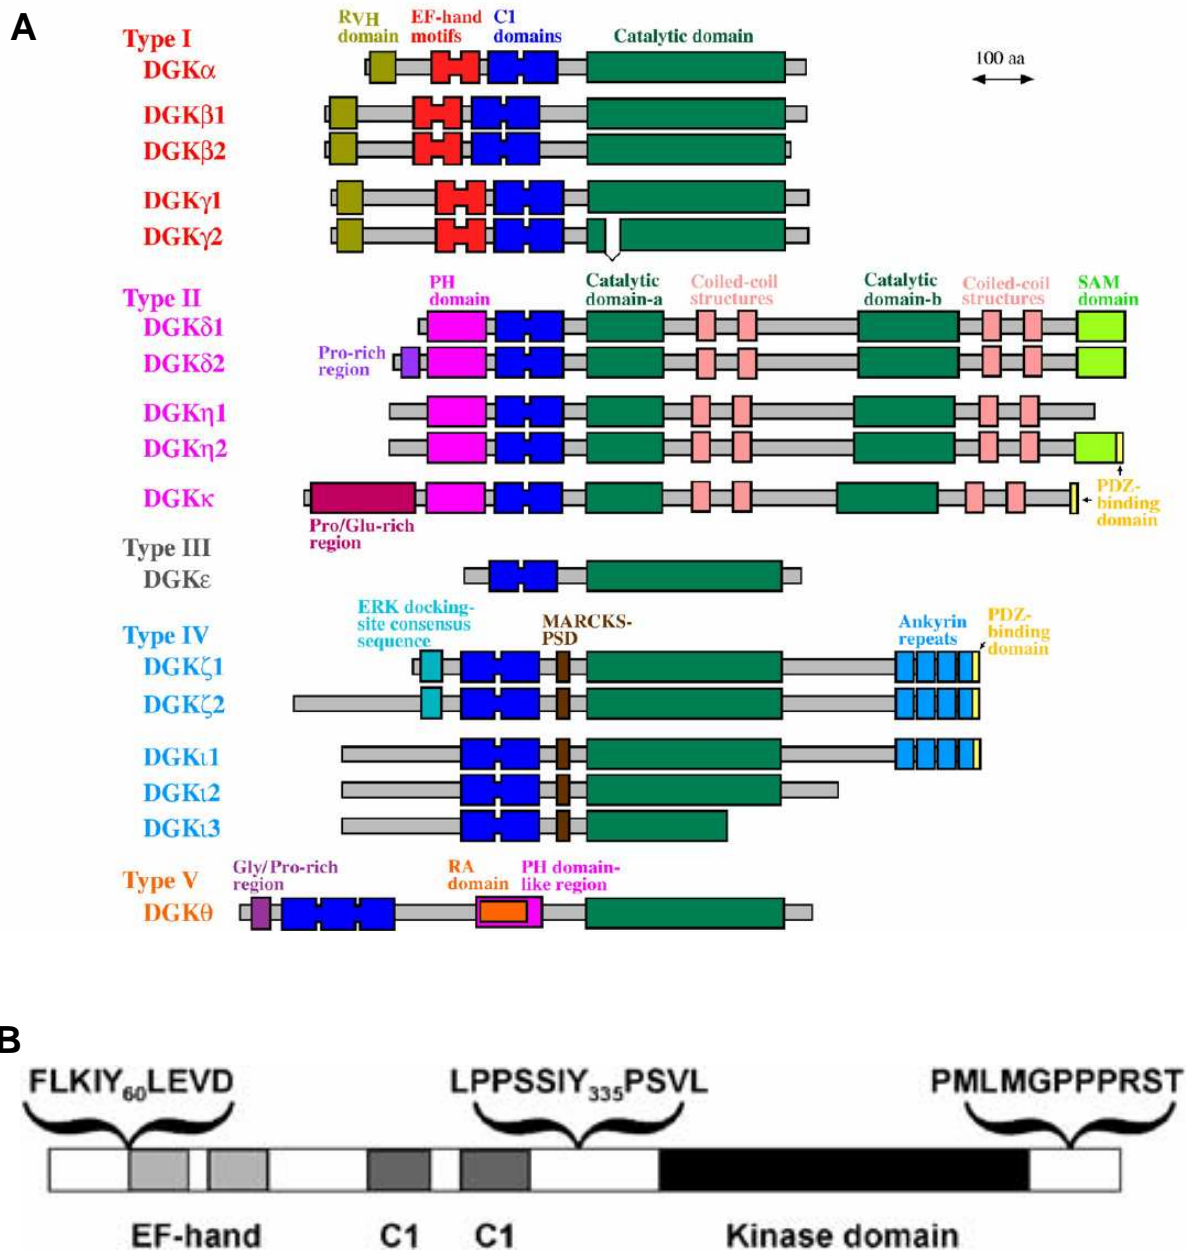 A
Type I
RVH domain
EF-hand motifs
C1 domains
Catalytic domain
DGKα
100 aa
DGKβ1
DGKβ2
DGKγ1
DGKγ2
Type II
PH domain
Catalytic domain-a
Coiled-coil structures
Catalytic domain-b
Coiled-coil structures
SAM domain
DGKδ1
Pro-rich region
DGKδ2
DGKη1
DGKη2
DGKκ
PDZ-binding domain
Pro/Glu-rich region
Type III
DGKε
ERK docking-site consensus sequence
MARCKS-PSD
Ankyrin repeats
PDZ-binding domain
Type IV
DGKζ1
DGKζ2
DGKι1
DGKι2
DGKι3
Gly/Pro-rich region
RA domain
PH domain-like region
Type V
DGKθ
B
FLKIY60LEVD
LPPSSIY335PSVL
PMLMGPPPRST
EF-hand
C1
C1
Kinase domain